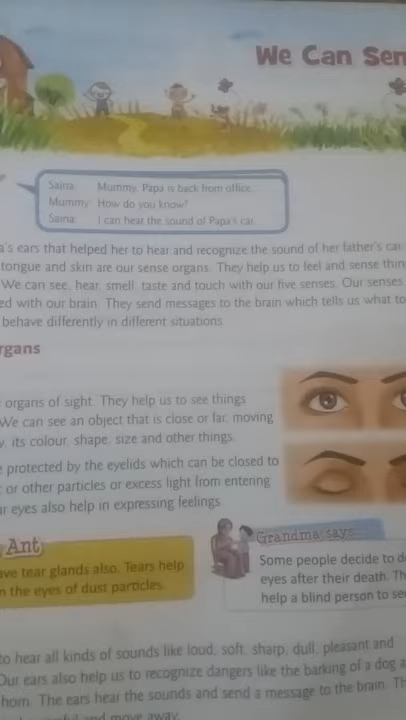 We Can Sen
Saina: Mummy, Papa is back from office.
Mummy: How do you know?
Saina: I can hear the sound of Papa's car.
a's ears that helped her to hear and recognize the sound of her father's car.
tongue and skin are our sense organs. They help us to feel and sense thin
We can see, hear, smell, taste and touch with our five senses. Our senses
ed with our brain. They send messages to the brain which tells us what to
behave differently in different situations.
rgans
organs of sight. They help us to see things
We can see an object that is close or far, moving
y, its colour, shape, size and other things.
e protected by the eyelids which can be closed to
t or other particles or excess light from entering
ur eyes also help in expressing feelings.
Ant
ave tear glands also. Tears help
n the eyes of dust particles.
Grandma says
Some people decide to d
eyes after their death. Th
help a blind person to se
to hear all kinds of sounds like loud, soft, sharp, dull, pleasant and
Our ears also help us to recognize dangers like the barking of a dog a
horn. The ears hear the sounds and send a message to the brain. Th
and move away.